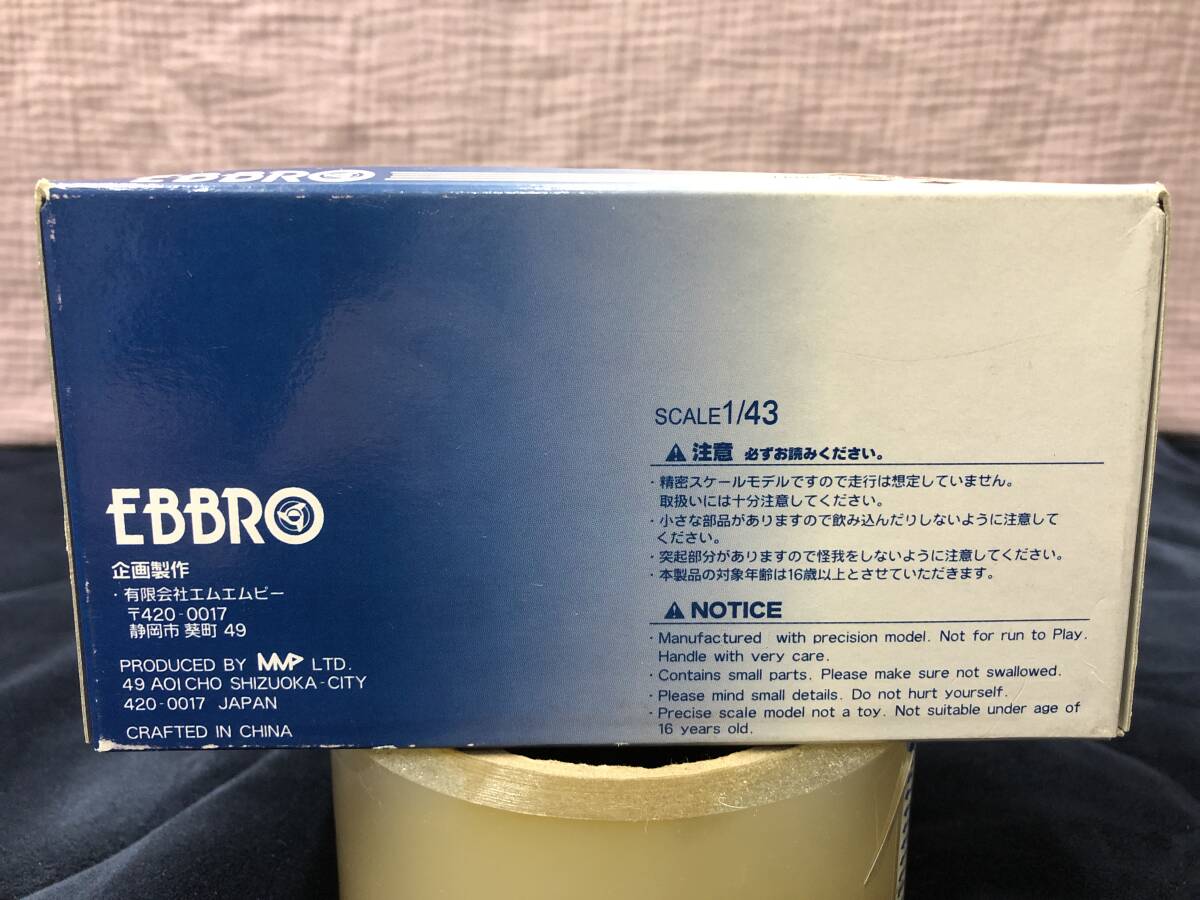 EBBRO
EBBRO
企画製作
・有限会社エムエムピー
〒420-0017
静岡市 葵町 49
PRODUCED BY MMP LTD.
49 AOI CHO SHIZUOKA-CITY
420-0017 JAPAN
CRAFTED IN CHINA
SCALE1/43
⚠ 注意 必ずお読みください。
・精密スケールモデルですので走行は想定していません。
取扱いには十分注意してください。
・小さな部品がありますので飲み込んだりしないように注意して
ください。
・突起部分がありますので怪我をしないように注意してください。
・本製品の対象年齢は16歳以上とさせていただきます。
⚠ NOTICE
・Manufactured with precision model. Not for run to Play.
Handle with very care.
・Contains small parts. Please make sure not swallowed.
・Please mind small details. Do not hurt yourself.
・Precise scale model not a toy. Not suitable under age of
16 years old.